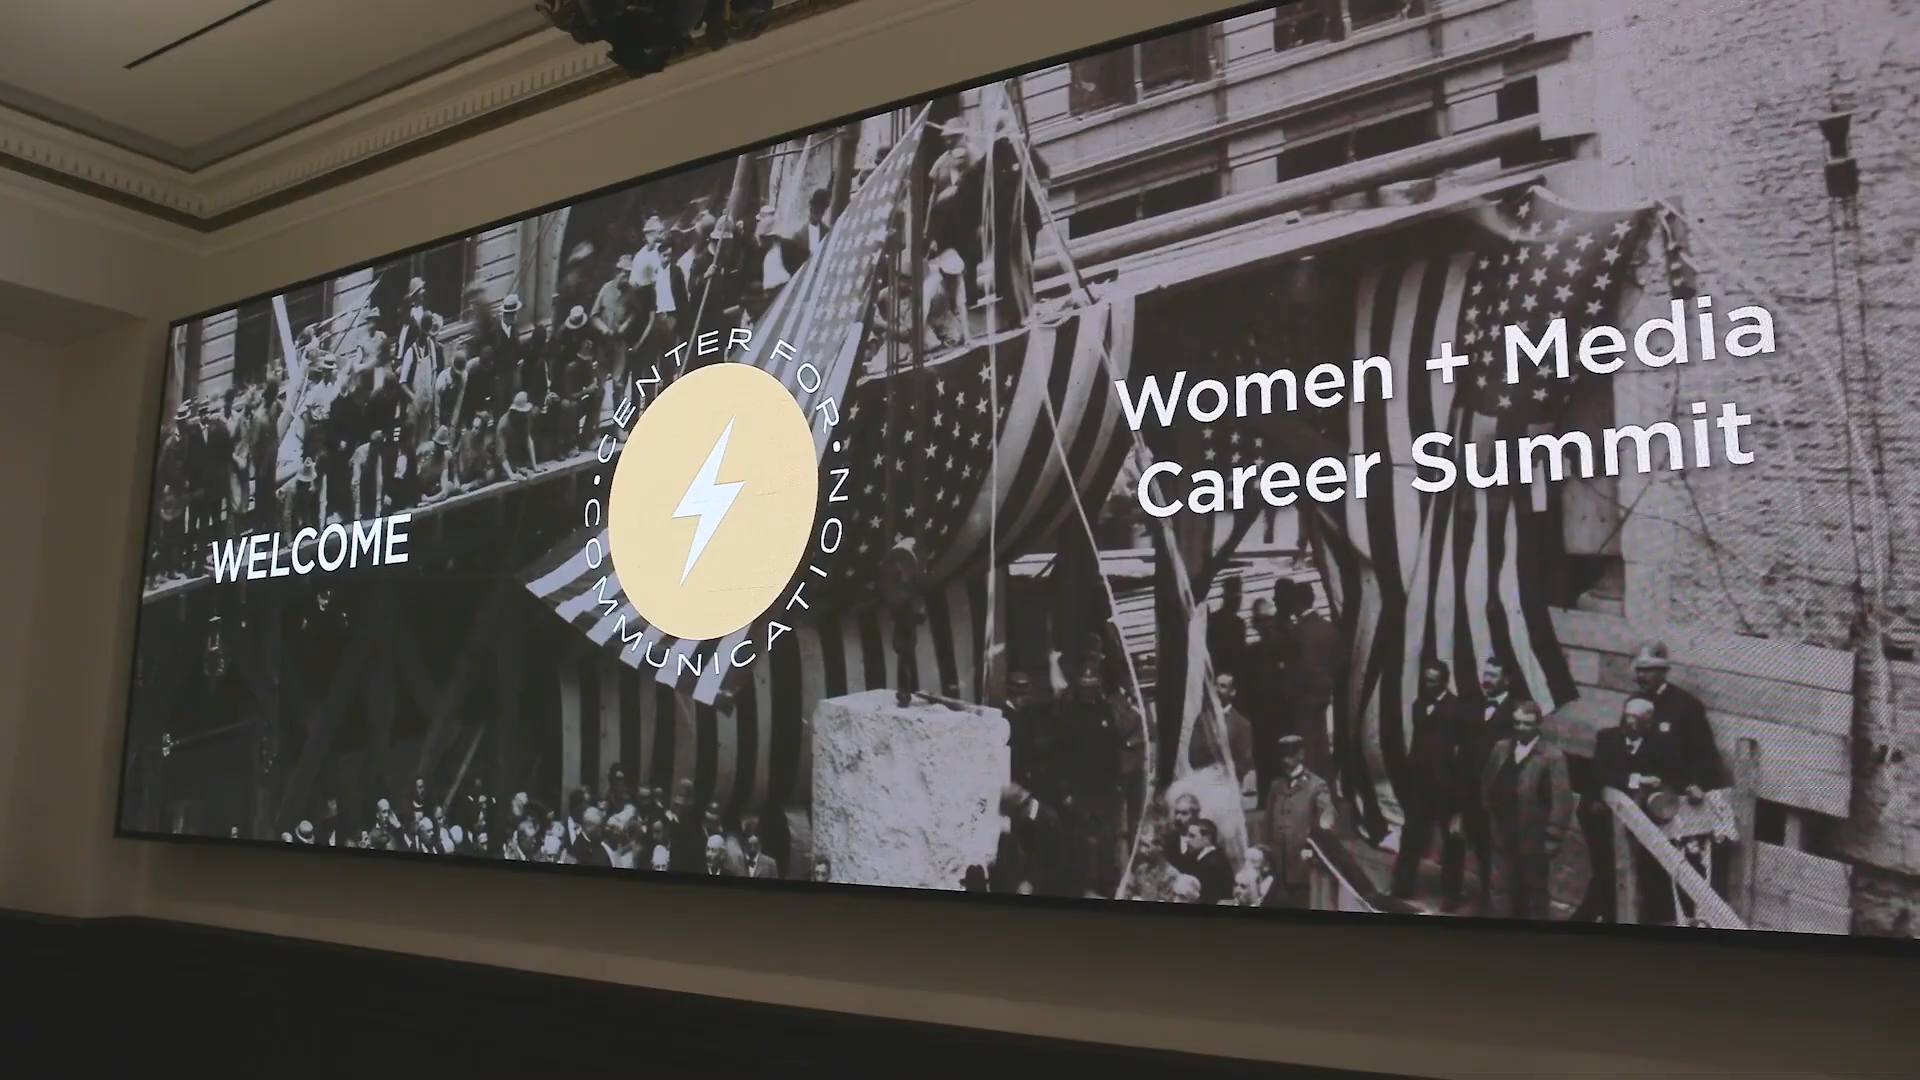 WELCOME
CENTER FOR • COMMUNICATION •
Women + Media
Career Summit